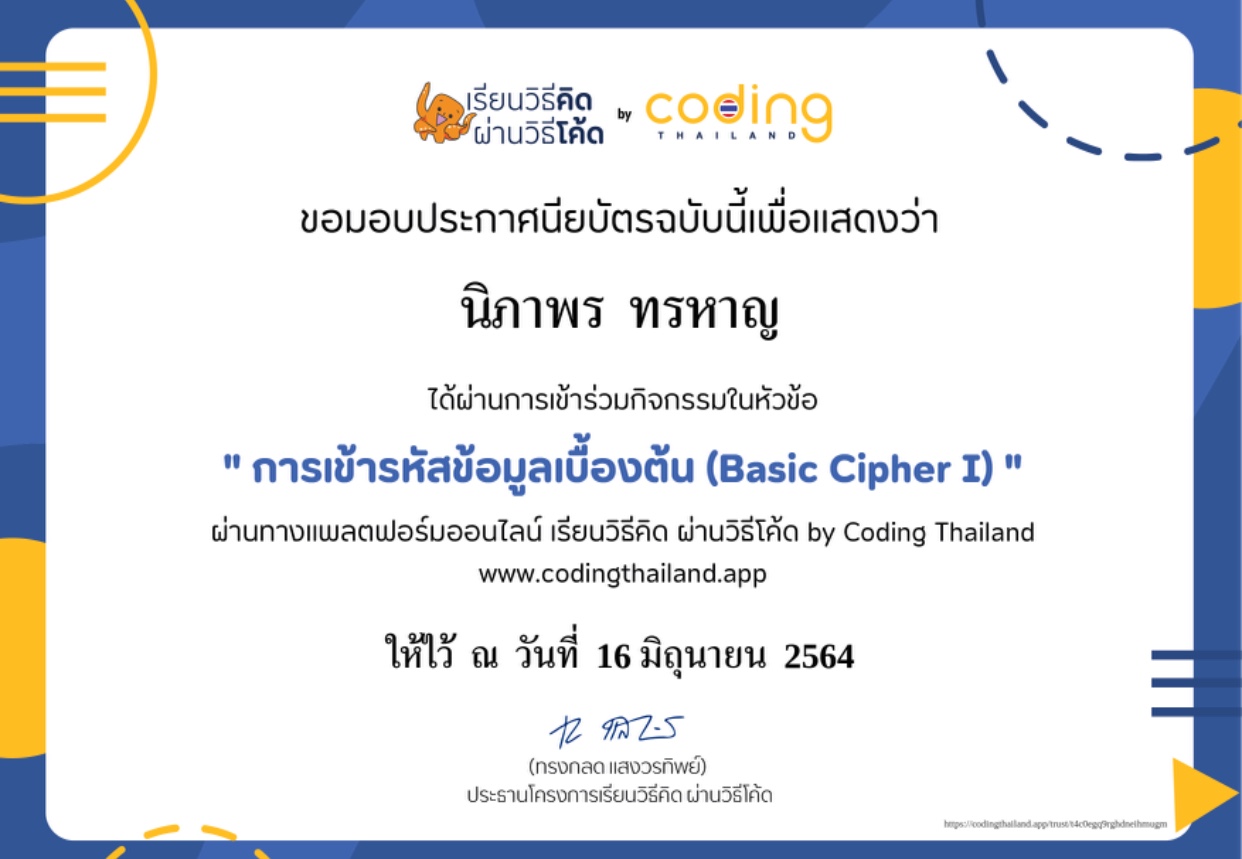 เรียนวิธีคิด
ผ่านวิธีโค้ด
by
coding
THAILAND
ขอมอบประกาศนียบัตรฉบับนี้เพื่อแสดงว่า
นิภาพร ทรหาญ
ได้ผ่านการเข้าร่วมกิจกรรมในหัวข้อ
" การเข้ารหัสข้อมูลเบื้องต้น (Basic Cipher I) "
ผ่านทางแพลตฟอร์มออนไลน์ เรียนวิธีคิด ผ่านวิธีโค้ด by Coding Thailand
www.codingthailand.app
ให้ไว้ ณ วันที่ 16 มิถุนายน 2564
(ทรงกลด แสงวรทิพย์)
ประธานโครงการเรียนวิธีคิด ผ่านวิธีโค้ด